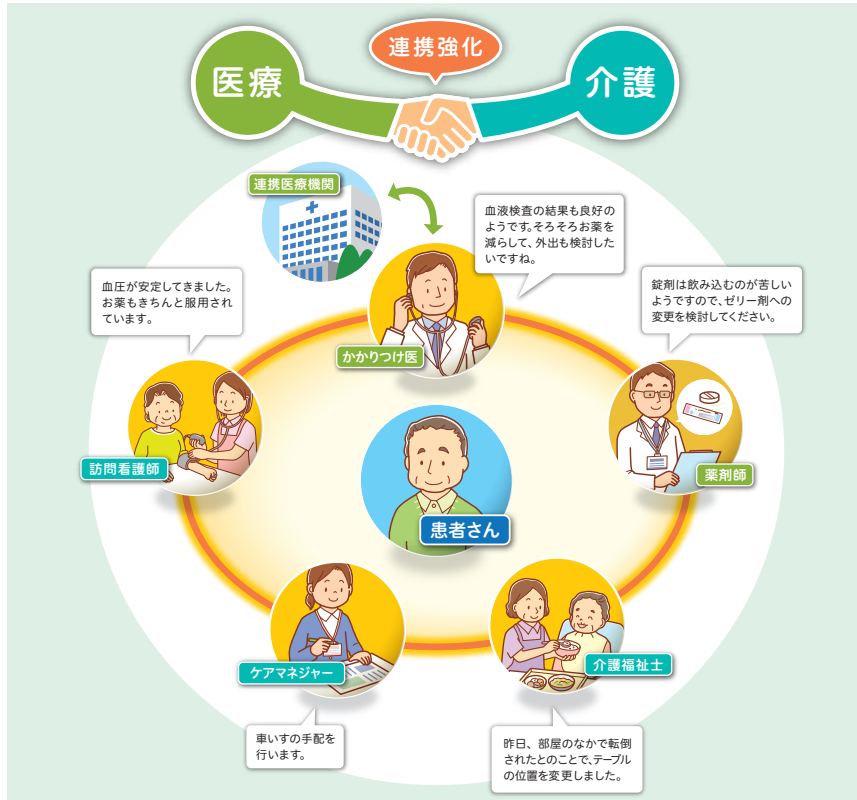 連携強化
医療
介護
連携医療機関
血液検査の結果も良好の
ようです。そろそろお薬を
減らして、外出も検討した
いですね。
血圧が安定してきました。
お薬もきちんと服用され
ています。
錠剤は飲み込むのが苦しい
ようですので、ゼリー剤への
変更を検討してください。
かかりつけ医
訪問看護師
薬剤師
患者さん
ケアマネジャー
介護福祉士
車いすの手配を
行います。
昨日、部屋のなかで転倒
されたとのことで、テーブル
の位置を変更しました。